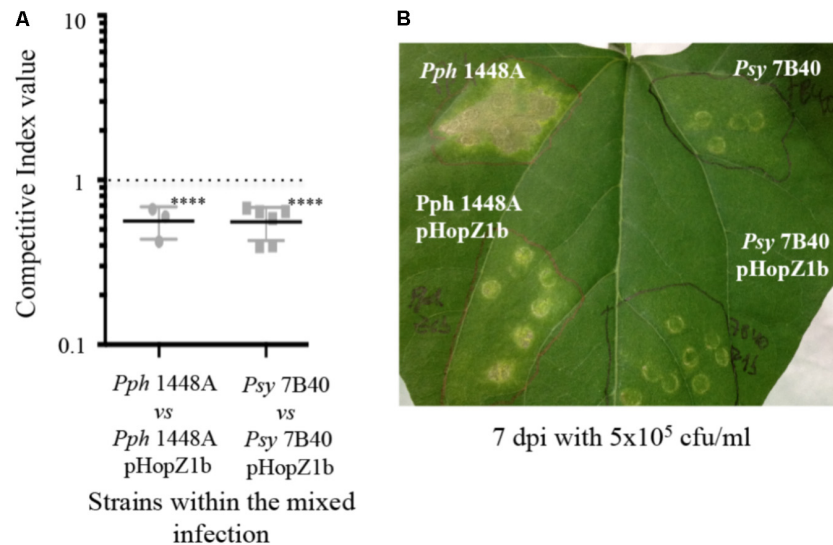 A
B
Competitive Index value
10
1
0.1
****
****
Pph 1448A
vs
Pph 1448A
pHopZ1b
Psy 7B40
vs
Psy 7B40
pHopZ1b
Strains within the mixed
infection
Pph 1448A
Psy 7B40
Pph 1448A
pHopZ1b
Psy 7B40
pHopZ1b
7B40
7 dpi with 5x10⁵ cfu/ml